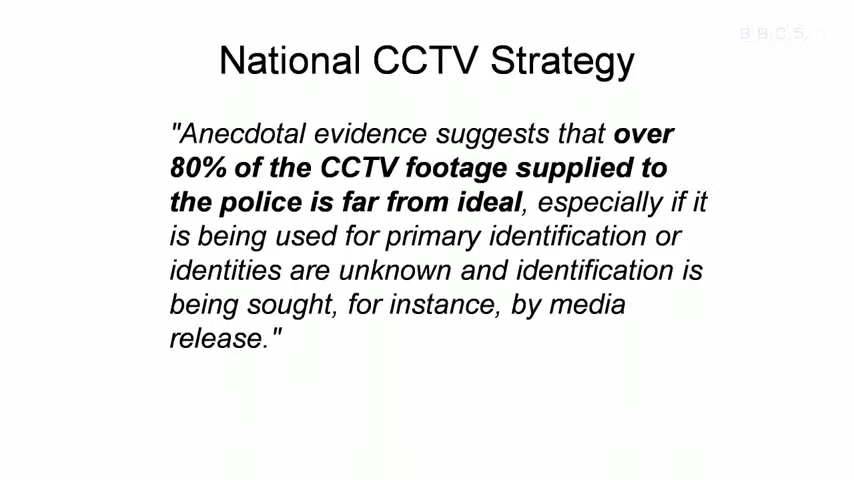 BBC5.TV
National CCTV Strategy
"Anecdotal evidence suggests that over
80% of the CCTV footage supplied to
the police is far from ideal, especially if it
is being used for primary identification or
identities are unknown and identification is
being sought, for instance, by media
release."